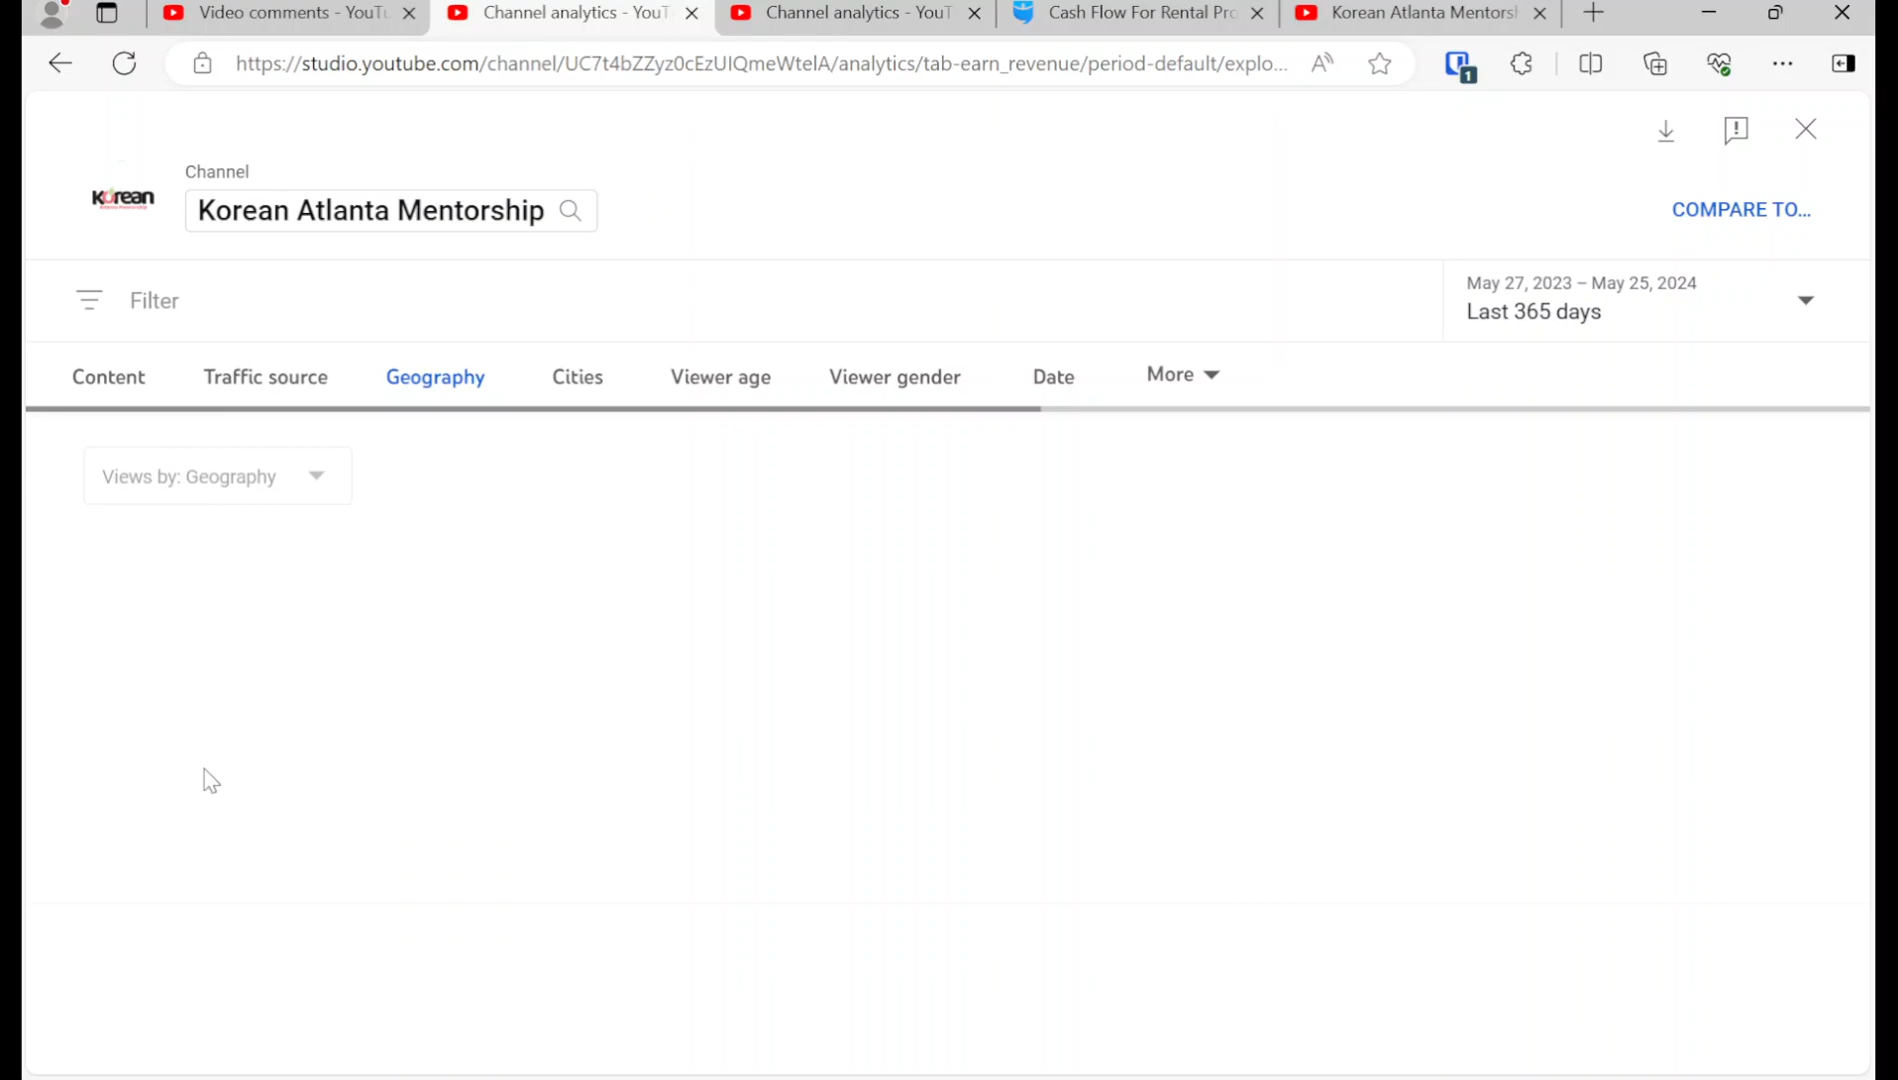 Video comments - YouTu
Channel analytics - YouT
Channel analytics - YouT
Cash Flow For Rental Pro
Korean Atlanta Mentorsh
https://studio.youtube.com/channel/UC7t4bZZyz0cEzUIQmeWtelA/analytics/tab-earn_revenue/period-default/explo...
1
Channel
Korean
Korean Atlanta Mentorship
COMPARE TO...
Filter
May 27, 2023 – May 25, 2024
Last 365 days
Content
Traffic source
Geography
Cities
Viewer age
Viewer gender
Date
More
Views by: Geography